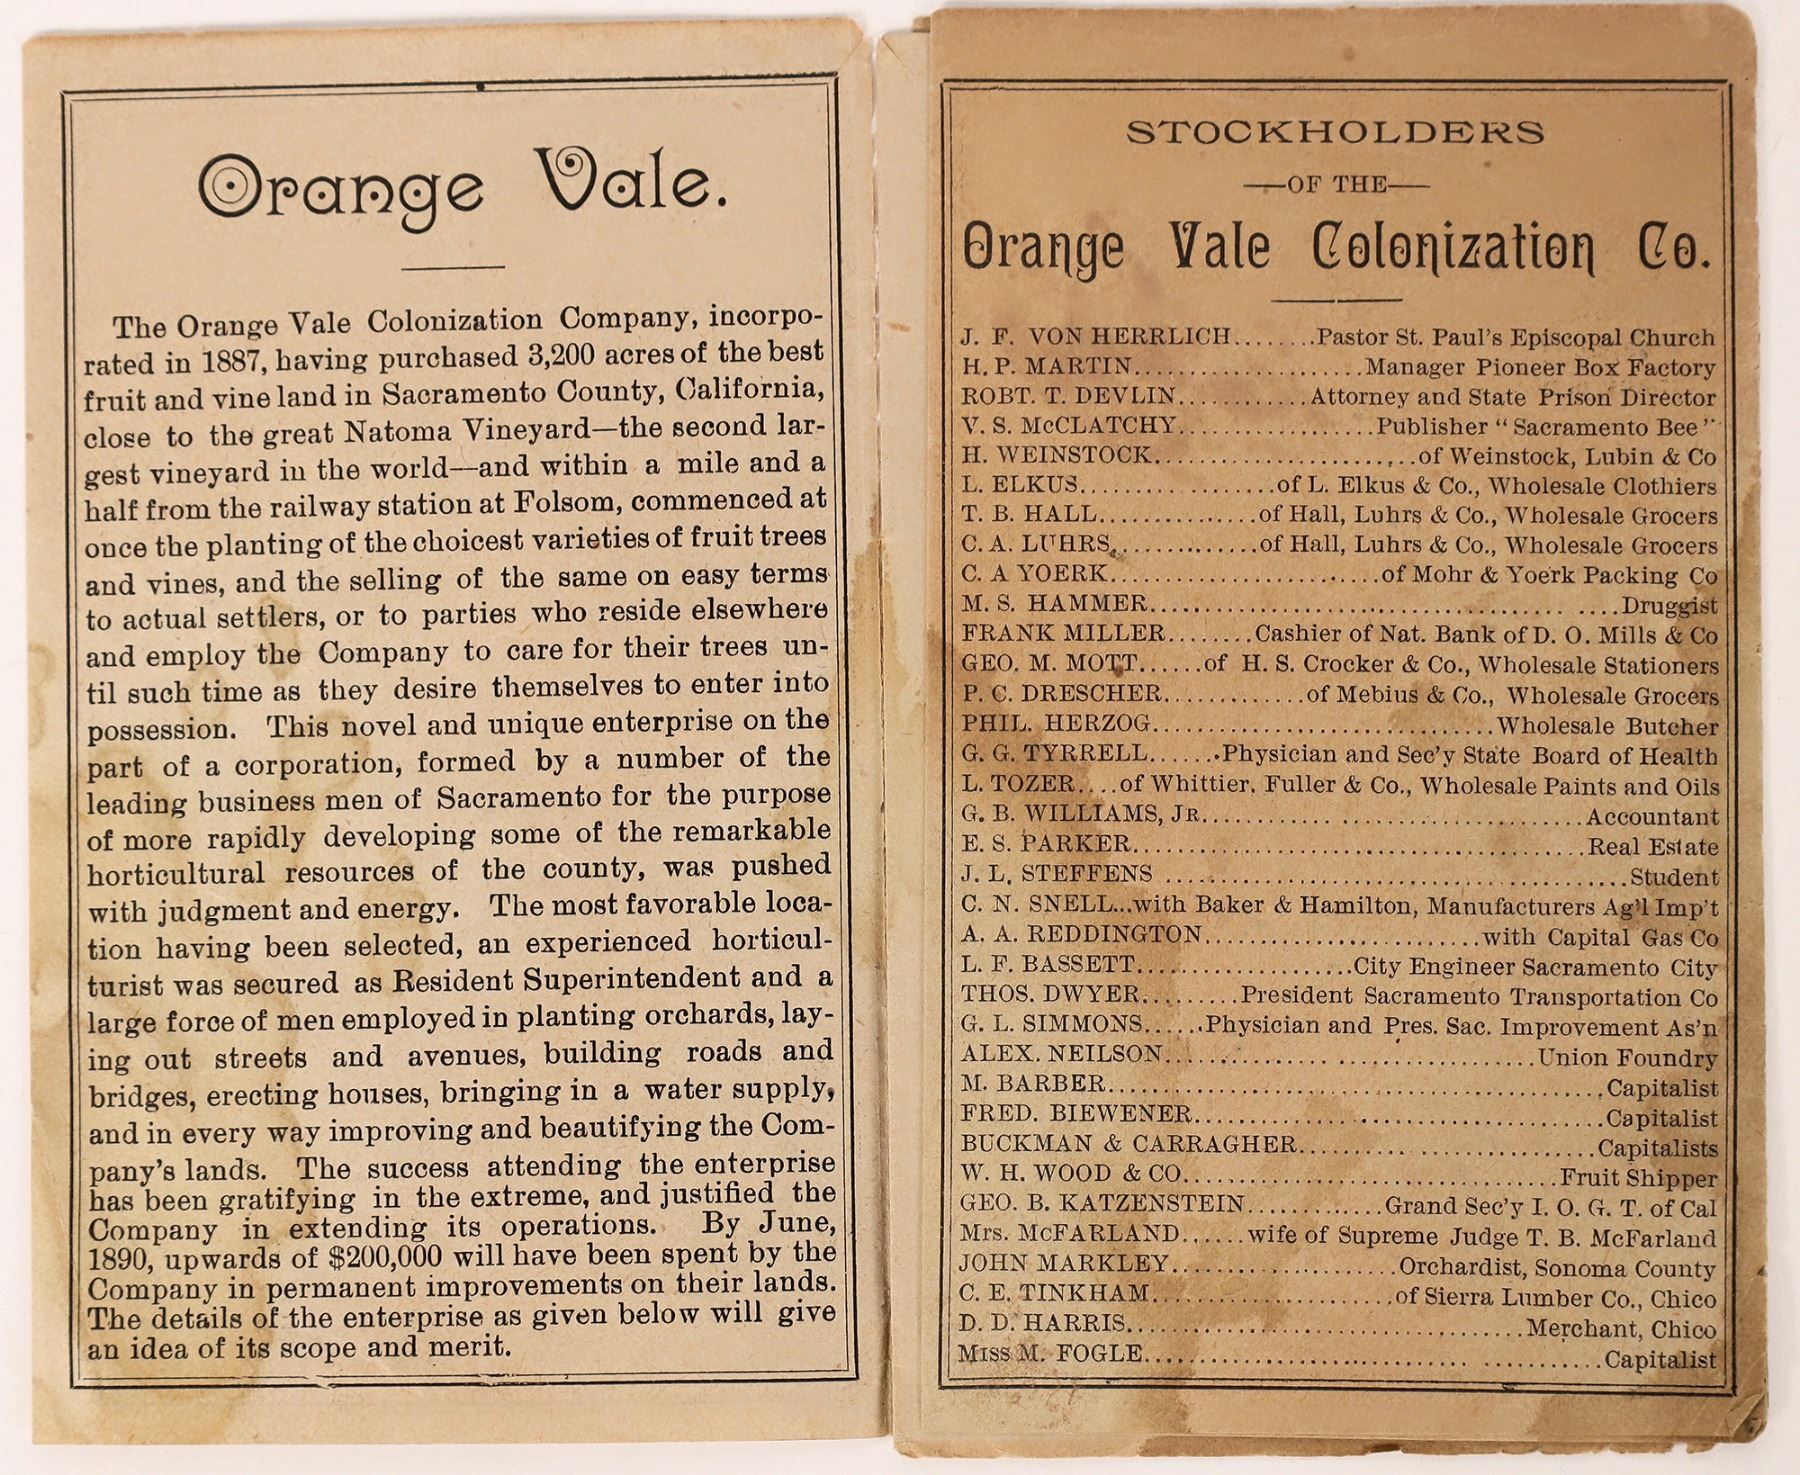 Orange Vale.
The Orange Vale Colonization Company, incorpo-
rated in 1887, having purchased 3,200 acres of the best
fruit and vine land in Sacramento County, California,
close to the great Natoma Vineyard—the second lar-
gest vineyard in the world—and within a mile and a
half from the railway station at Folsom, commenced at
once the planting of the choicest varieties of fruit trees
and vines, and the selling of the same on easy terms
to actual settlers, or to parties who reside elsewhere
and employ the Company to care for their trees un-
til such time as they desire themselves to enter into
possession. This novel and unique enterprise on the
part of a corporation, formed by a number of the
leading business men of Sacramento for the purpose
of more rapidly developing some of the remarkable
horticultural resources of the county, was pushed
with judgment and energy. The most favorable loca-
tion having been selected, an experienced horticul-
turist was secured as Resident Superintendent and a
large force of men employed in planting orchards, lay-
ing out streets and avenues, building roads and
bridges, erecting houses, bringing in a water supply,
and in every way improving and beautifying the Com-
pany's lands. The success attending the enterprise
has been gratifying in the extreme, and justified the
Company in extending its operations. By June,
1890, upwards of $200,000 will have been spent by the
Company in permanent improvements on their lands.
The details of the enterprise as given below will give
an idea of its scope and merit.
STOCKHOLDERS
—OF THE—
Orange Vale Colonization Co.
J. F. VON HERRLICH........Pastor St. Paul's Episcopal Church
H. P. MARTIN......................Manager Pioneer Box Factory
ROBT. T. DEVLIN............Attorney and State Prison Director
V. S. McCLATCHY..................Publisher "Sacramento Bee"
H. WEINSTOCK.........................of Weinstock, Lubin & Co
L. ELKUS..................of L. Elkus & Co., Wholesale Clothiers
T. B. HALL...............of Hall, Luhrs & Co., Wholesale Grocers
C. A. LUHRS..............of Hall, Luhrs & Co., Wholesale Grocers
C. A YOERK..........................of Mohr & Yoerk Packing Co
M. S. HAMMER.............................................Druggist
FRANK MILLER........Cashier of Nat. Bank of D. O. Mills & Co
GEO. M. MOTT......of H. S. Crocker & Co., Wholesale Stationers
P. C. DRESCHER.............of Mebius & Co., Wholesale Grocers
PHIL. HERZOG................................Wholesale Butcher
G. G. TYRRELL.......Physician and Sec'y State Board of Health
L. TOZER....of Whittier, Fuller & Co., Wholesale Paints and Oils
G. B. WILLIAMS, JR....................................Accountant
E. S. PARKER...........................................Real Estate
J. L. STEFFENS ..........................................Student
C. N. SNELL...with Baker & Hamilton, Manufacturers Ag'l Imp't
A. A. REDDINGTON.........................with Capital Gas Co
L. F. BASSETT....................City Engineer Sacramento City
THOS. DWYER.........President Sacramento Transportation Co
G. L. SIMMONS......Physician and Pres. Sac. Improvement As'n
ALEX. NEILSON...................................Union Foundry
M. BARBER..............................................Capitalist
FRED. BIEWENER.......................................Capitalist
BUCKMAN & CARRAGHER...........................Capitalists
W. H. WOOD & CO...................................Fruit Shipper
GEO. B. KATZENSTEIN............Grand Sec'y I. O. G. T. of Cal
Mrs. McFARLAND......wife of Supreme Judge T. B. McFarland
JOHN MARKLEY.....................Orchardist, Sonoma County
C. E. TINKHAM......................of Sierra Lumber Co., Chico
D. D. HARRIS....................................Merchant, Chico
Miss M. FOGLE..........................................Capitalist